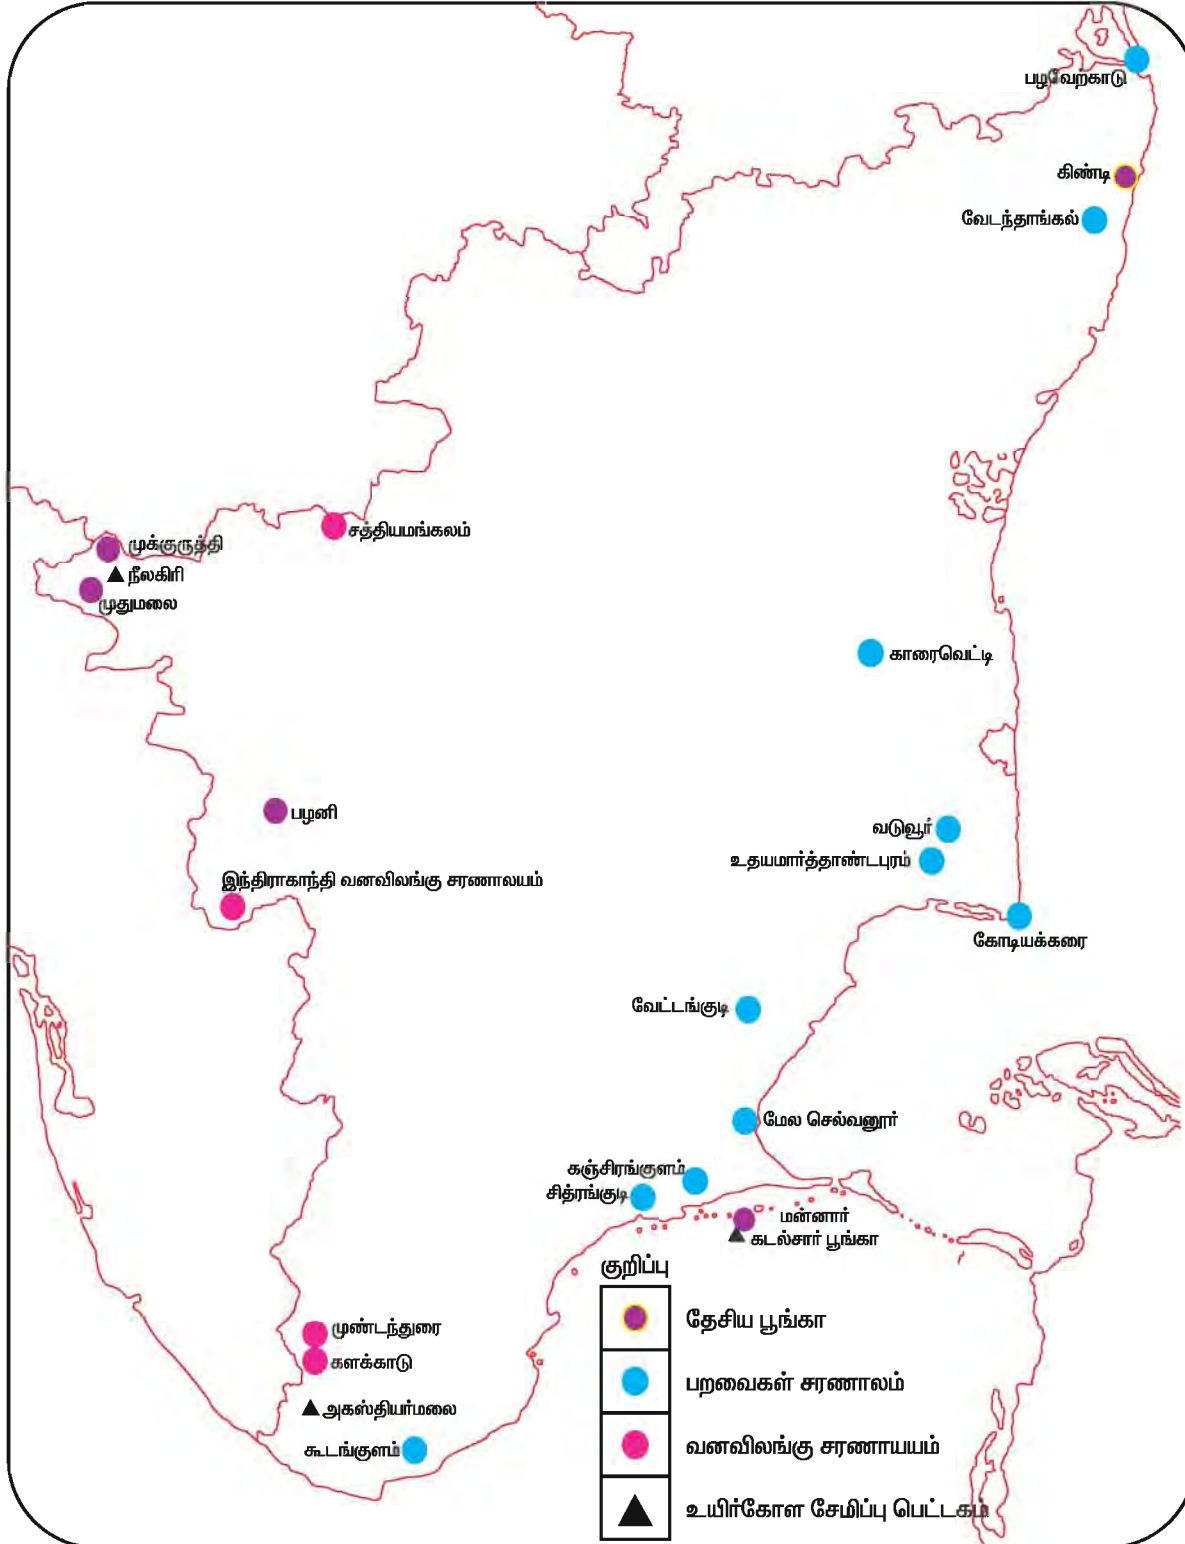 பழவேற்காடு
கிண்டி
வேடந்தாங்கல்
சத்தியமங்கலம்
முக்குருத்தி
நீலகிரி
முதுமலை
காரைவெட்டி
பழனி
வடுவூர்
உதயமார்த்தாண்டபுரம்
இந்திராகாந்தி வனவிலங்கு சரணாலயம்
கோடியக்கரை
வேட்டங்குடி
மேல செல்வனூர்
கஞ்சிரங்குளம்
சித்ரங்குடி
மன்னார்
கடல்சார் பூங்கா
குறிப்பு
தேசிய பூங்கா
முண்டந்துரை
களக்காடு
பறவைகள் சரணாலம்
அகஸ்தியர்மலை
கூடங்குளம்
வனவிலங்கு சரணாயயம்
உயிர்கோள சேமிப்பு பெட்டகம்